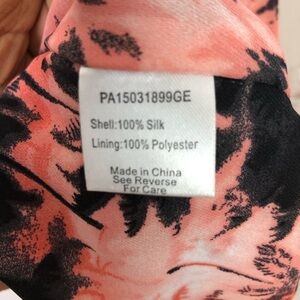 PA15031899GE
Shell:100% Silk
Lining:100% Polyester
Made in China
See Reverse
For Care